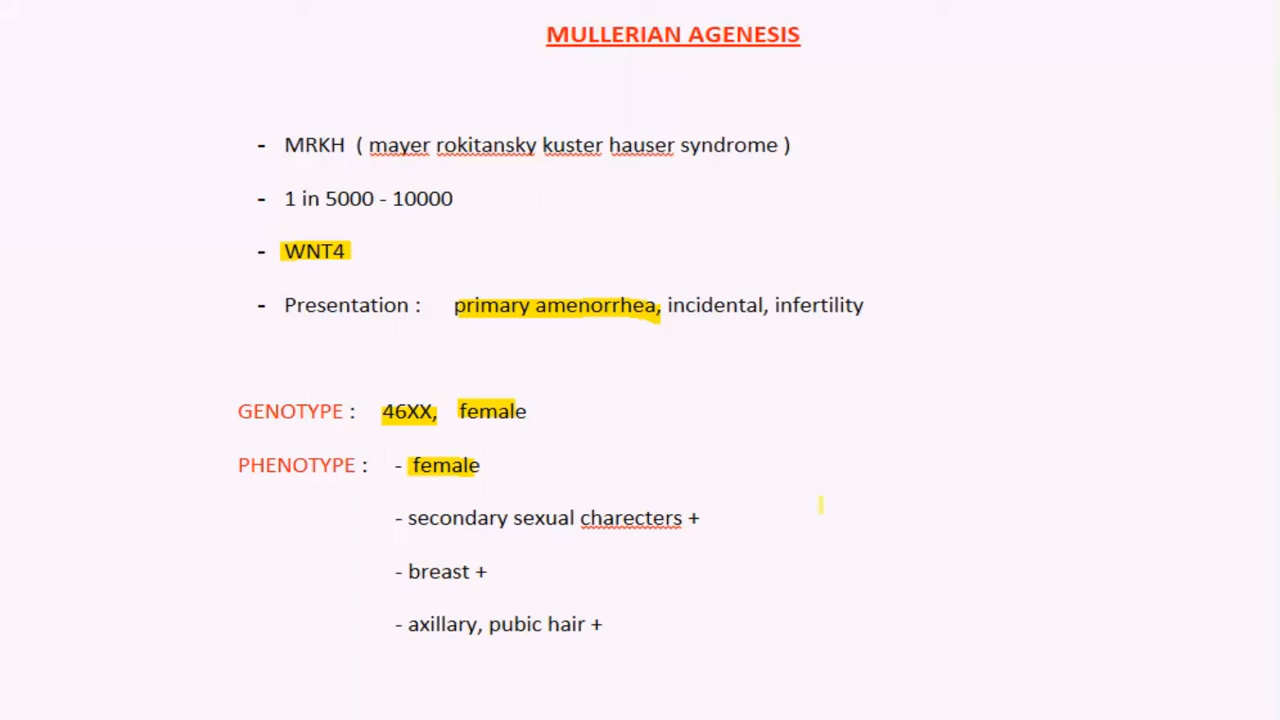 MULLERIAN AGENESIS
- MRKH ( mayer rokitansky kuster hauser syndrome )
- 1 in 5000 - 10000
- WNT4
- Presentation : primary amenorrhea, incidental, infertility
GENOTYPE : 46XX, female
PHENOTYPE : - female
- secondary sexual charecters +
- breast +
- axillary, pubic hair +